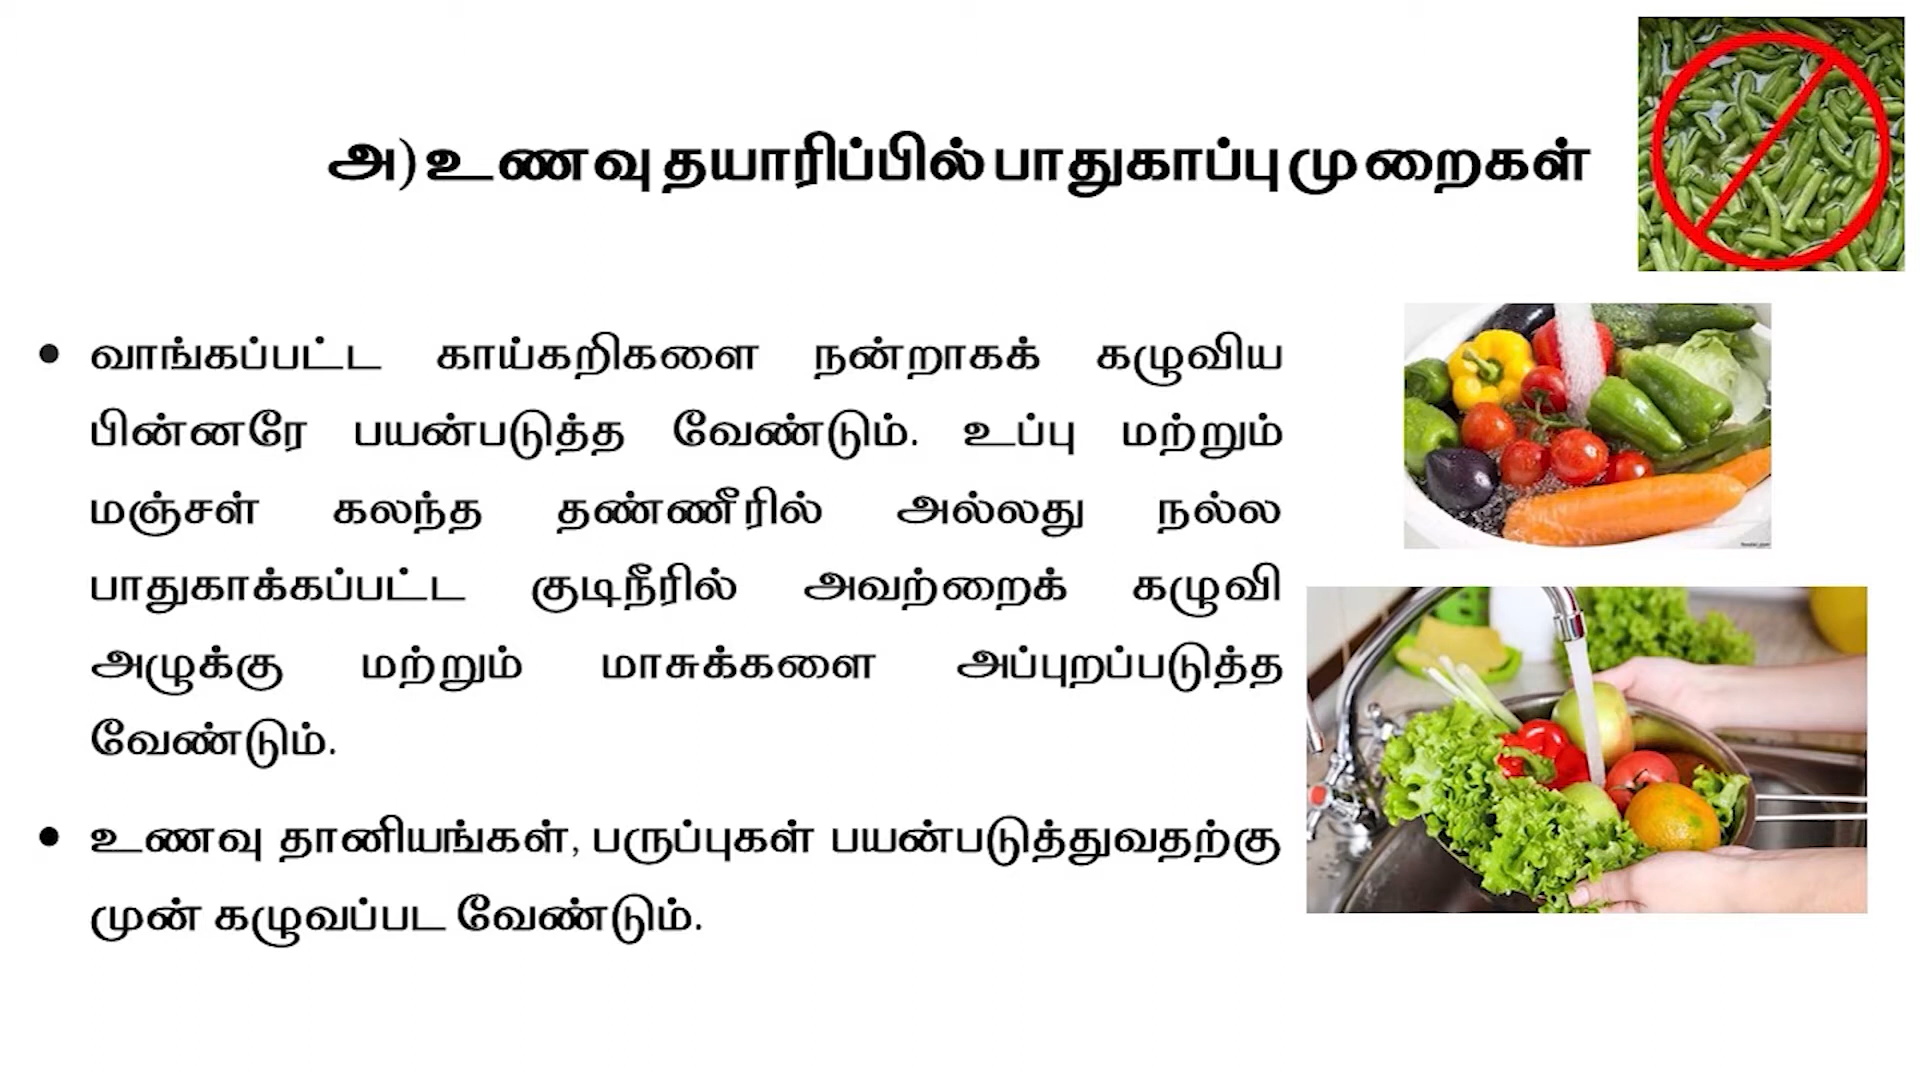 அ) உணவு தயாரிப்பில் பாதுகாப்பு முறைகள்
• வாங்கப்பட்ட காய்கறிகளை நன்றாகக் கழுவிய
பின்னரே பயன்படுத்த வேண்டும். உப்பு மற்றும்
மஞ்சள் கலந்த தண்ணீரில் அல்லது நல்ல
பாதுகாக்கப்பட்ட குடிநீரில் அவற்றைக் கழுவி
அழுக்கு மற்றும் மாசுக்களை அப்புறப்படுத்த
வேண்டும்.
• உணவு தானியங்கள், பருப்புகள் பயன்படுத்துவதற்கு
முன் கழுவப்பட வேண்டும்.